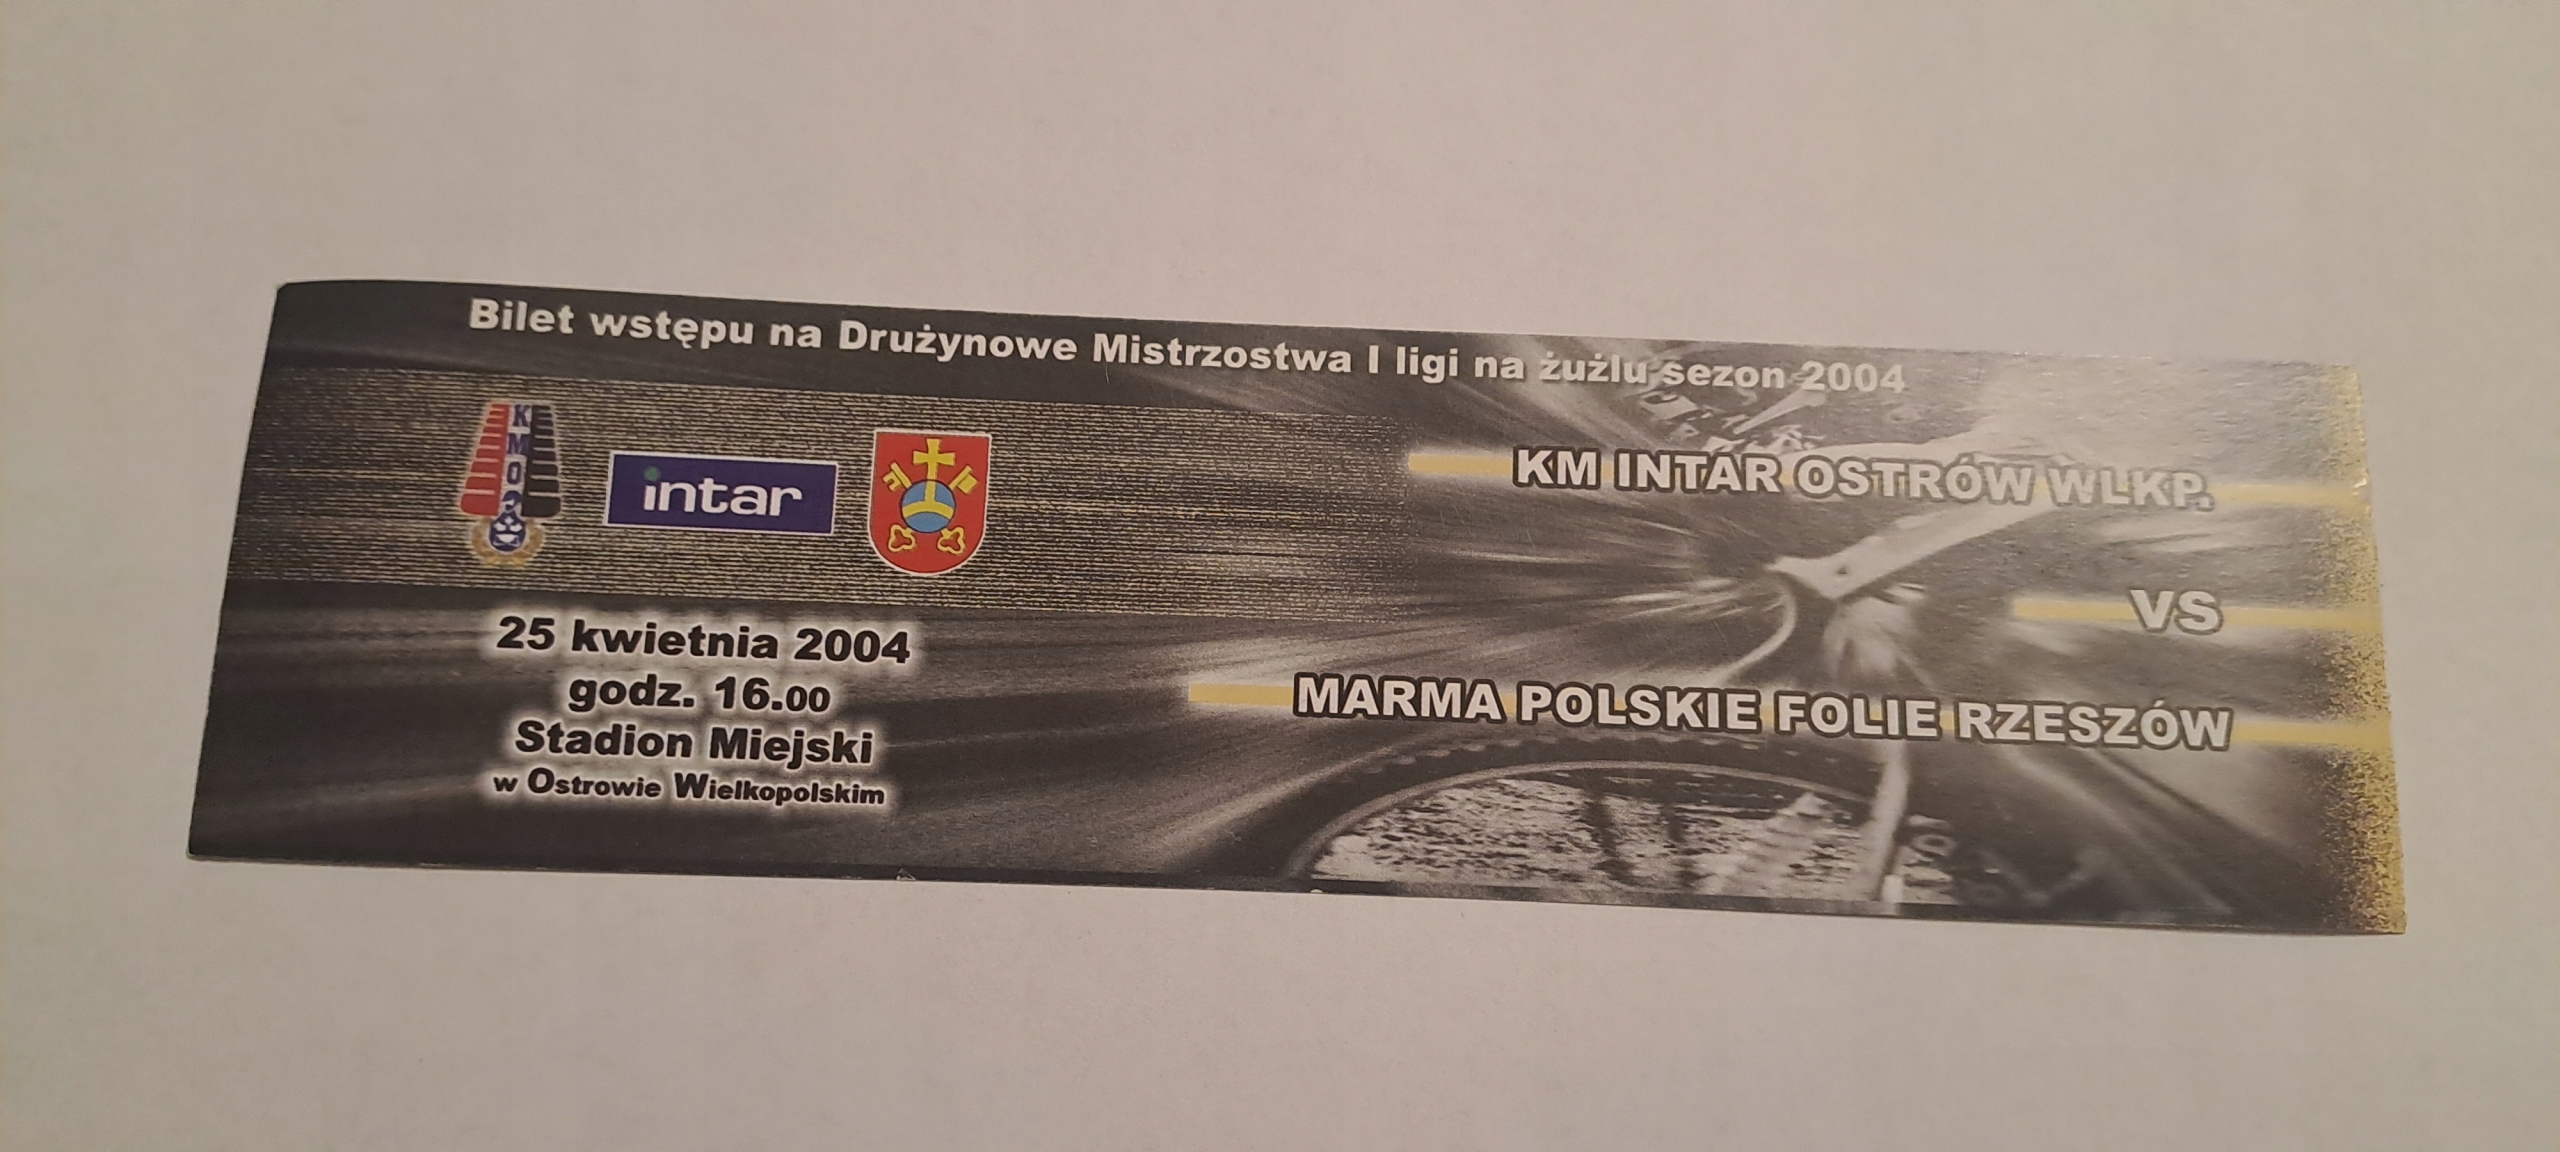 Bilet wstępu na Drużynowe Mistrzostwa I ligi na żużlu sezon 2004
KMO
intar
KM INTAR OSTRÓW WLKP.
VS
MARMA POLSKIE FOLIE RZESZÓW
25 kwietnia 2004
godz. 16.00
Stadion Miejski
w Ostrowie Wielkopolskim